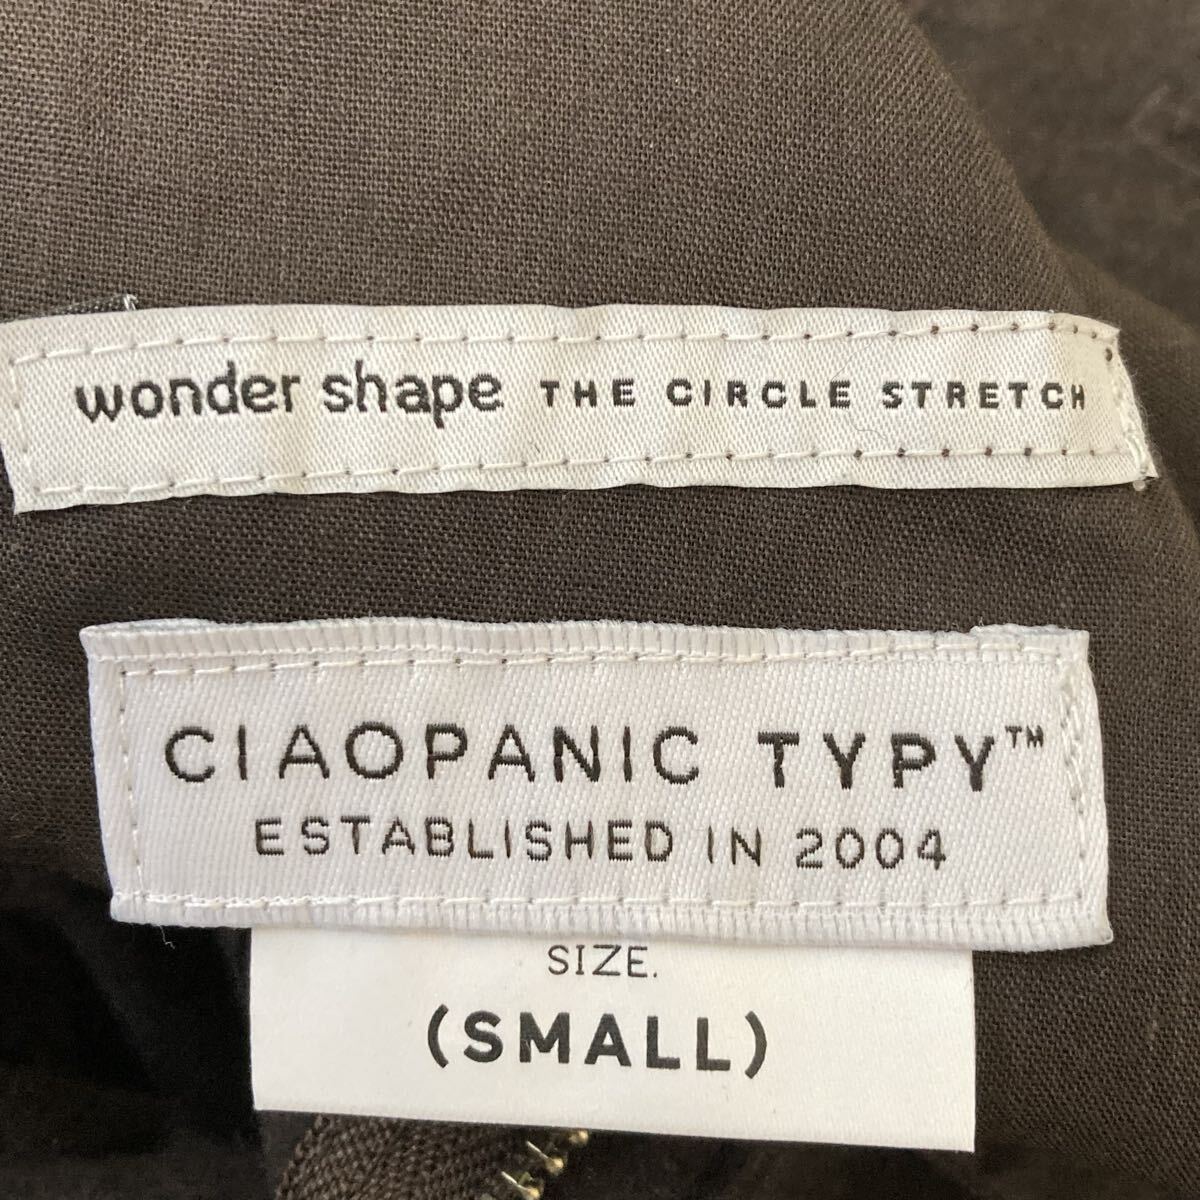 wonder shape THE CIRCLE STRETCH
CIAOPANIC TYPY™
ESTABLISHED IN 2004
SIZE.
(SMALL)